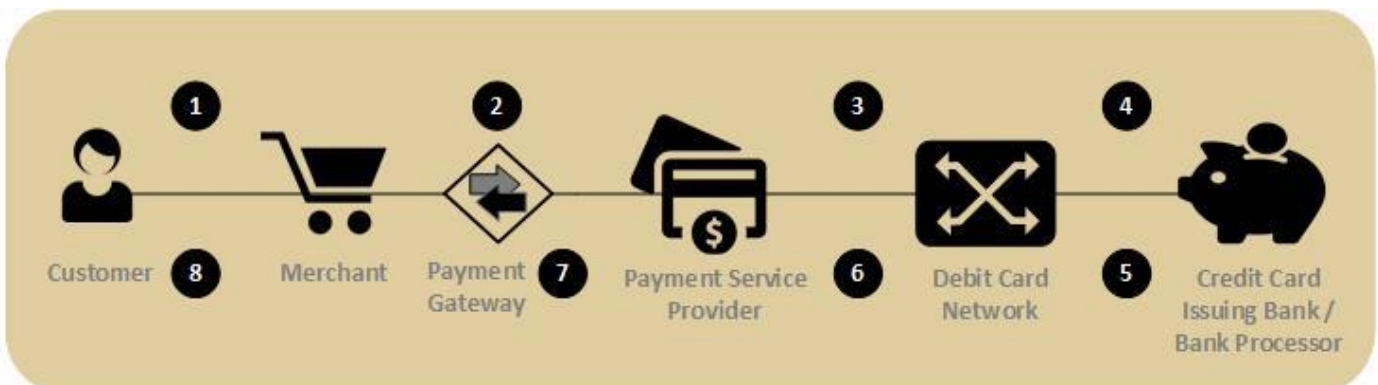 1
2
3
4
$
Customer
8
Merchant
Payment
Gateway
7
Payment Service
Provider
6
Debit Card
Network
5
Credit Card
Issuing Bank /
Bank Processor